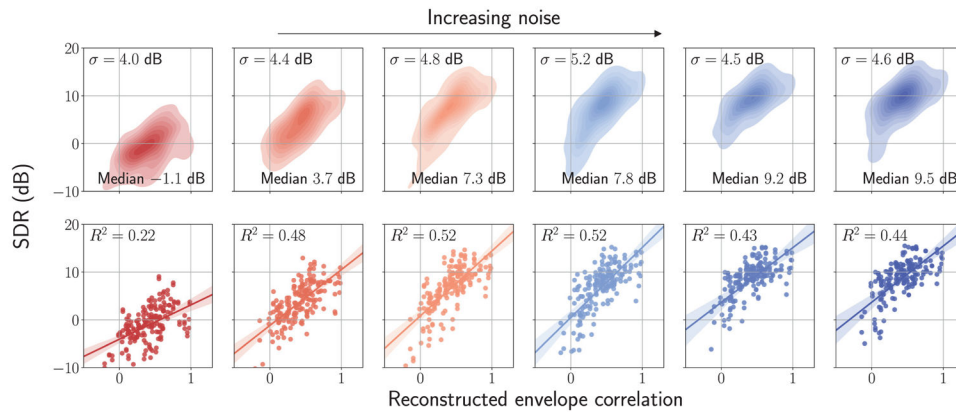 Increasing noise
SDR (dB)
20
10
0
−10
σ = 4.0 dB
Median −1.1 dB
σ = 4.4 dB
Median 3.7 dB
σ = 4.8 dB
Median 7.3 dB
σ = 5.2 dB
Median 7.8 dB
σ = 4.5 dB
Median 9.2 dB
σ = 4.6 dB
Median 9.5 dB
20
10
0
−10
R² = 0.22
R² = 0.48
R² = 0.52
R² = 0.52
R² = 0.43
R² = 0.44
0 1 0 1 0 1 0 1 0 1 0 1
Reconstructed envelope correlation